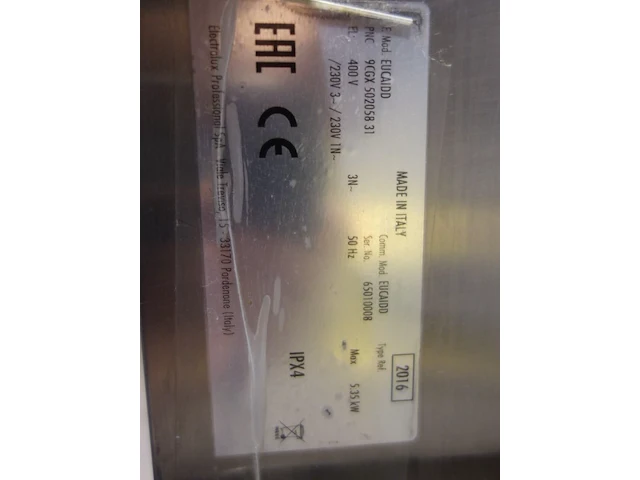 MADE IN ITALY
2016
F. Mod. EUCAIDD Comm. Mod. EUCAIDD Type Ref.
PNC 9CGX 502058 31 Ser. No. 65010008
EL: 400 V 3N~ 50 Hz Max 5.35 kW
/230V 3~ / 230V 1N~
EAC CE IPX4
Electrolux Professional SpA - Viale Treviso, 15 - 33170 Pordenone (Italy)